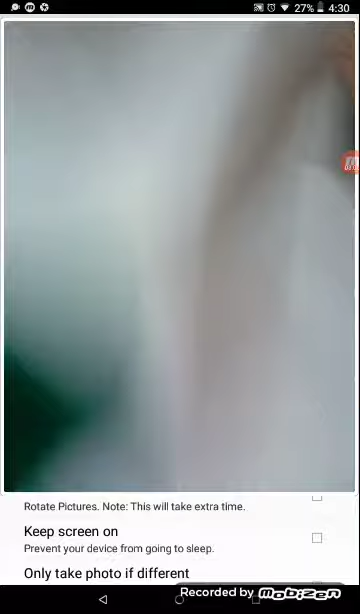 27% 4:30
Rotate Pictures. Note: This will take extra time.
Keep screen on
Prevent your device from going to sleep.
Only take photo if different
Recorded by Mobizen